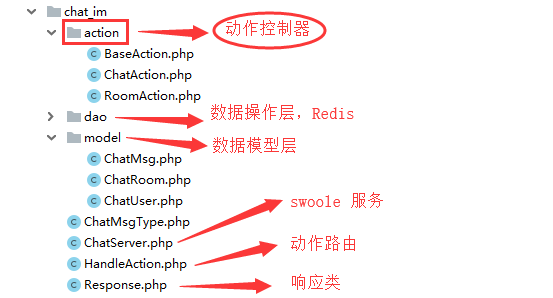 chat_im
action 动作控制器
BaseAction.php
ChatAction.php
RoomAction.php
dao 数据操作层，Redis
model 数据模型层
ChatMsg.php
ChatRoom.php
ChatUser.php
ChatMsgType.php
ChatServer.php swoole 服务
HandleAction.php 动作路由
Response.php 响应类